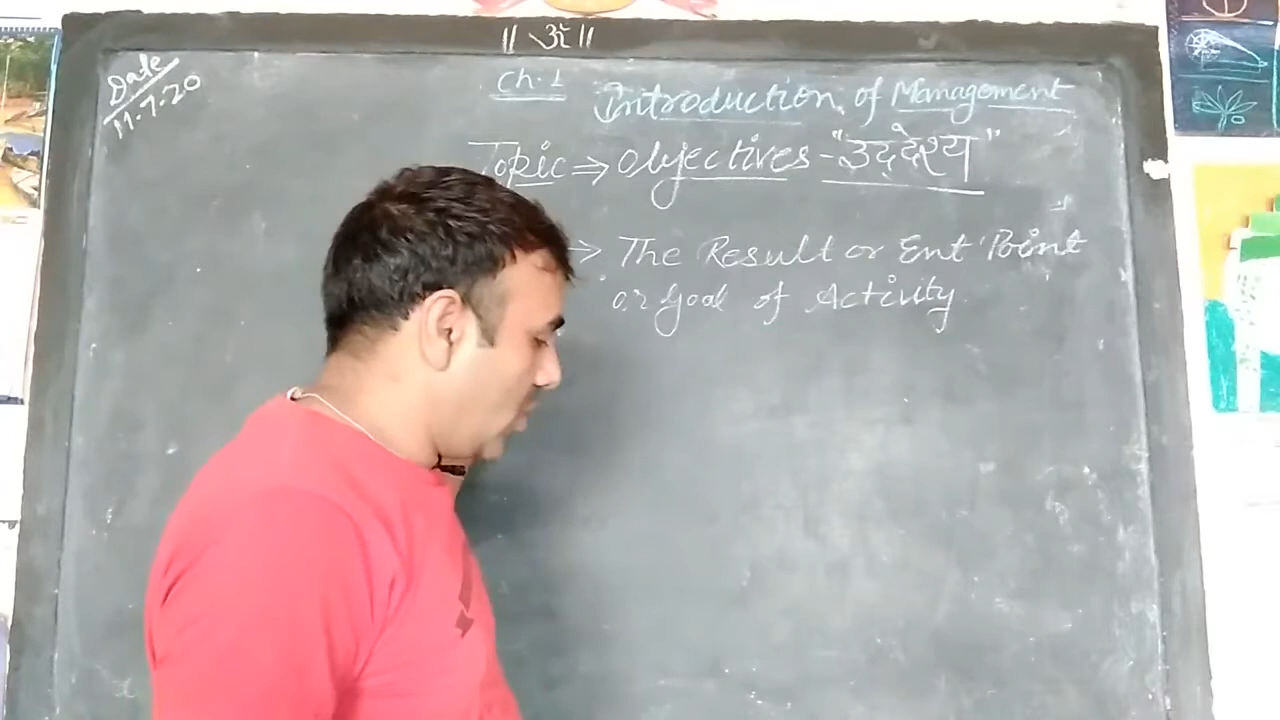 || ॐ ||
Date
11.7.20
Ch.1 Introduction of Management
Topic ⇒ Objectives - "उद्देश्य"
→ The Result or Ent Point
or Goal of Activity